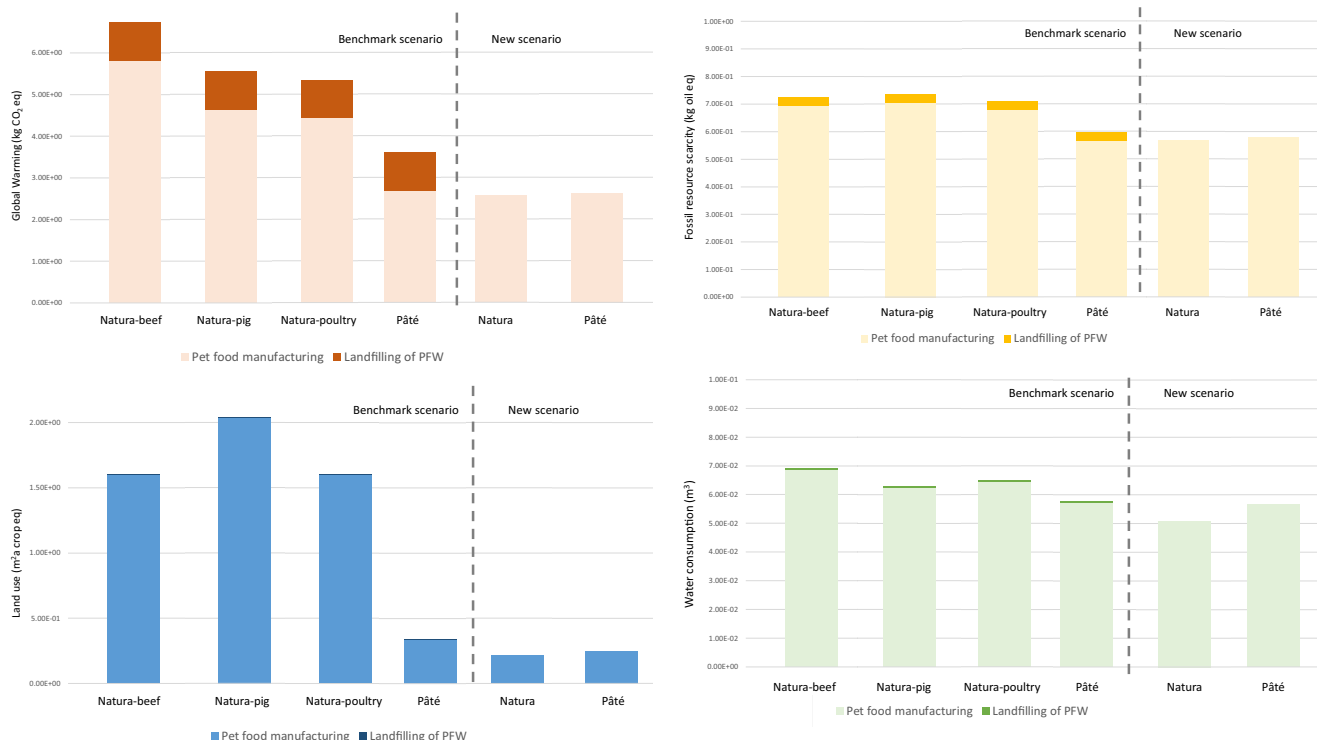 Benchmark scenario
New scenario
Global Warming (kg CO₂ eq)
6.00E+00
5.00E+00
4.00E+00
3.00E+00
2.00E+00
1.00E+00
0.00E+00
Natura-beef Natura-pig Natura-poultry Pâté Natura Pâté
Pet food manufacturing Landfilling of PFW
Benchmark scenario
New scenario
Fossil resource scarcity (kg oil eq)
1.00E+00
9.00E-01
8.00E-01
7.00E-01
6.00E-01
5.00E-01
4.00E-01
3.00E-01
2.00E-01
1.00E-01
0.00E+00
Natura-beef Natura-pig Natura-poultry Pâté Natura Pâté
Pet food manufacturing Landfilling of PFW
Benchmark scenario
New scenario
Land use (m²a crop eq)
2.00E+00
1.50E+00
1.00E+00
5.00E-01
0.00E+00
Natura-beef Natura-pig Natura-poultry Pâté Natura Pâté
Pet food manufacturing Landfilling of PFW
Benchmark scenario
New scenario
Water consumption (m³)
1.00E-01
9.00E-02
8.00E-02
7.00E-02
6.00E-02
5.00E-02
4.00E-02
3.00E-02
2.00E-02
1.00E-02
0.00E+00
Natura-beef Natura-pig Natura-poultry Pâté Natura Pâté
Pet food manufacturing Landfilling of PFW